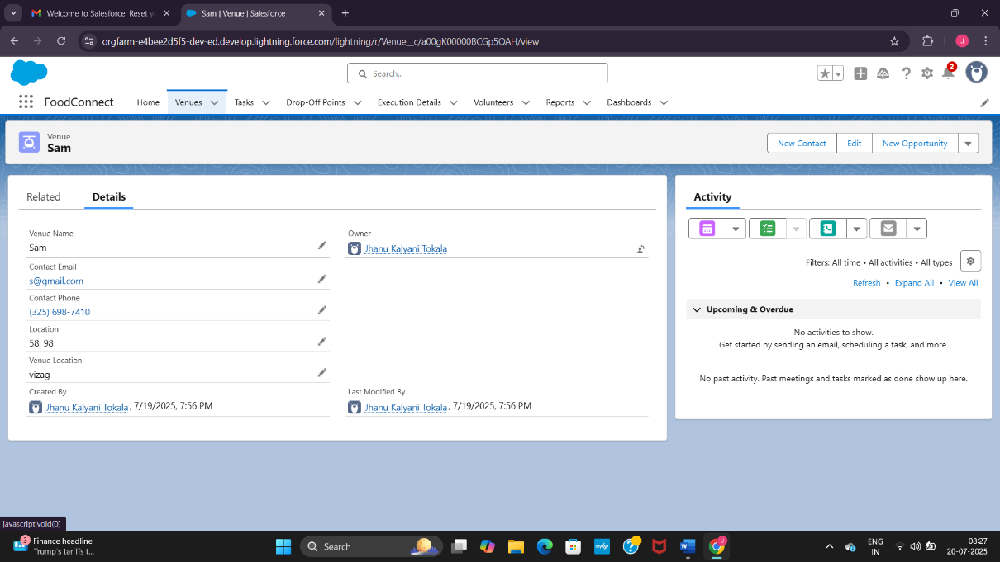 Welcome to Salesforce: Reset y
Sam | Venue | Salesforce
orgfarm-e4bee2d5f5-dev-ed.develop.lightning.force.com/lightning/r/Venue__c/a00gK00000BCGp5QAH/view
J
Search...
2
FoodConnect
Home
Venues
Tasks
Drop-Off Points
Execution Details
Volunteers
Reports
Dashboards
Venue
Sam
New Contact
Edit
New Opportunity
Related
Details
Venue Name
Sam
Owner
Jhanu Kalyani Tokala
Contact Email
s@gmail.com
Contact Phone
(325) 698-7410
Location
58, 98
Venue Location
vizag
Created By
Jhanu Kalyani Tokala, 7/19/2025, 7:56 PM
Last Modified By
Jhanu Kalyani Tokala, 7/19/2025, 7:56 PM
Activity
Filters: All time • All activities • All types
Refresh • Expand All • View All
Upcoming & Overdue
No activities to show.
Get started by sending an email, scheduling a task, and more.
No past activity. Past meetings and tasks marked as done show up here.
javascript:void(0)
3
Finance headline
Trump's tariffs t...
Search
myhp
J
ENG
IN
08:27
20-07-2025